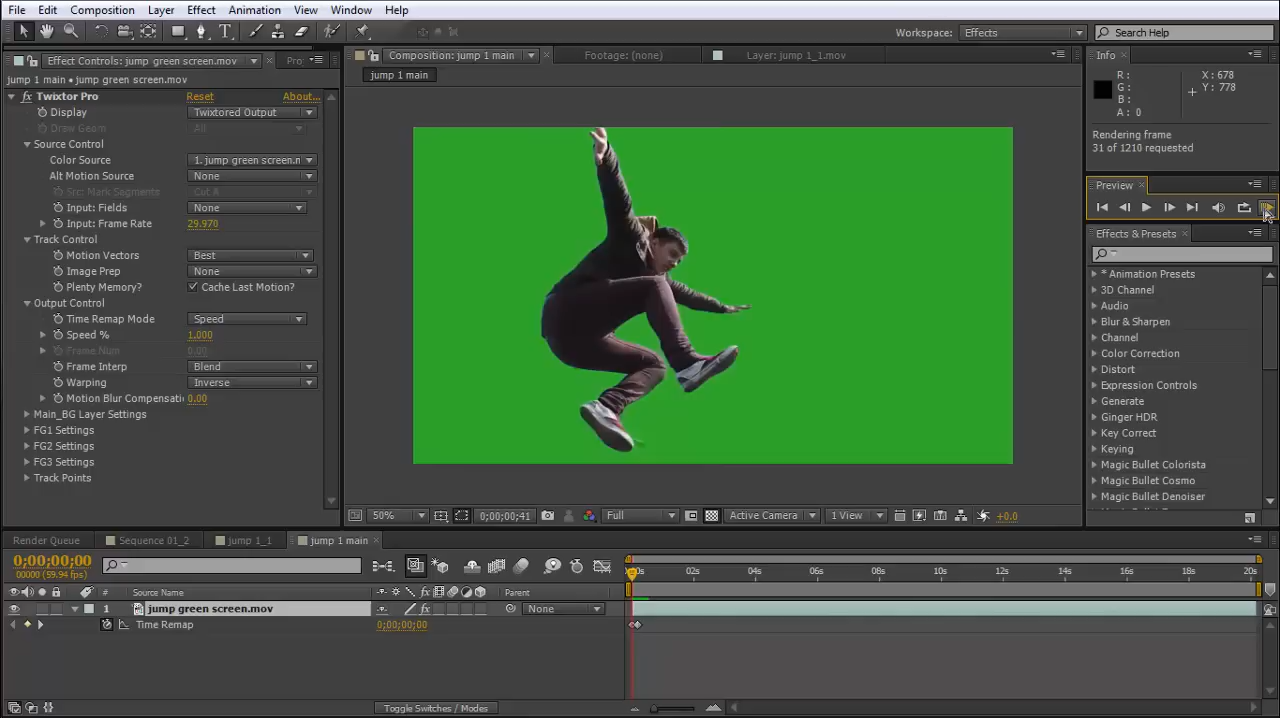 File Edit Composition Layer Effect Animation View Window Help
Workspace: Effects Search Help
Effect Controls: jump green screen.mov Pro
Composition: jump 1 main Footage: (none) Layer: jump 1_1.mov
Info
jump 1 main • jump green screen.mov
jump 1 main
R :
G :
B :
A : 0
X : 678
Y : 778
Rendering frame
31 of 1210 requested
Preview
Effects & Presets
* Animation Presets
3D Channel
Audio
Blur & Sharpen
Channel
Color Correction
Distort
Expression Controls
Generate
Ginger HDR
Key Correct
Keying
Magic Bullet Colorista
Magic Bullet Cosmo
Magic Bullet Denoiser
fx Twixtor Pro Reset About...
Display Twixtored Output
Draw Geom All
Source Control
Color Source 1. jump green screen.n
Alt Motion Source None
Src: Mark Segments Cut A
Input: Fields None
Input: Frame Rate 29.970
Track Control
Motion Vectors Best
Image Prep None
Plenty Memory? Cache Last Motion?
Output Control
Time Remap Mode Speed
Speed % 1.000
Frame Num 0.00
Frame Interp Blend
Warping Inverse
Motion Blur Compensati 0.00
Main_BG Layer Settings
FG1 Settings
FG2 Settings
FG3 Settings
Track Points
50% 0;00;00;41 Full Active Camera 1 View +0.0
Render Queue Sequence 01_2 jump 1_1 jump 1 main
0;00;00;00
00000 (59.94 fps)
0s 02s 04s 06s 08s 10s 12s 14s 16s 18s 20s
# Source Name fx Parent
1 jump green screen.mov fx None
Time Remap 0;00;00;00
Toggle Switches / Modes